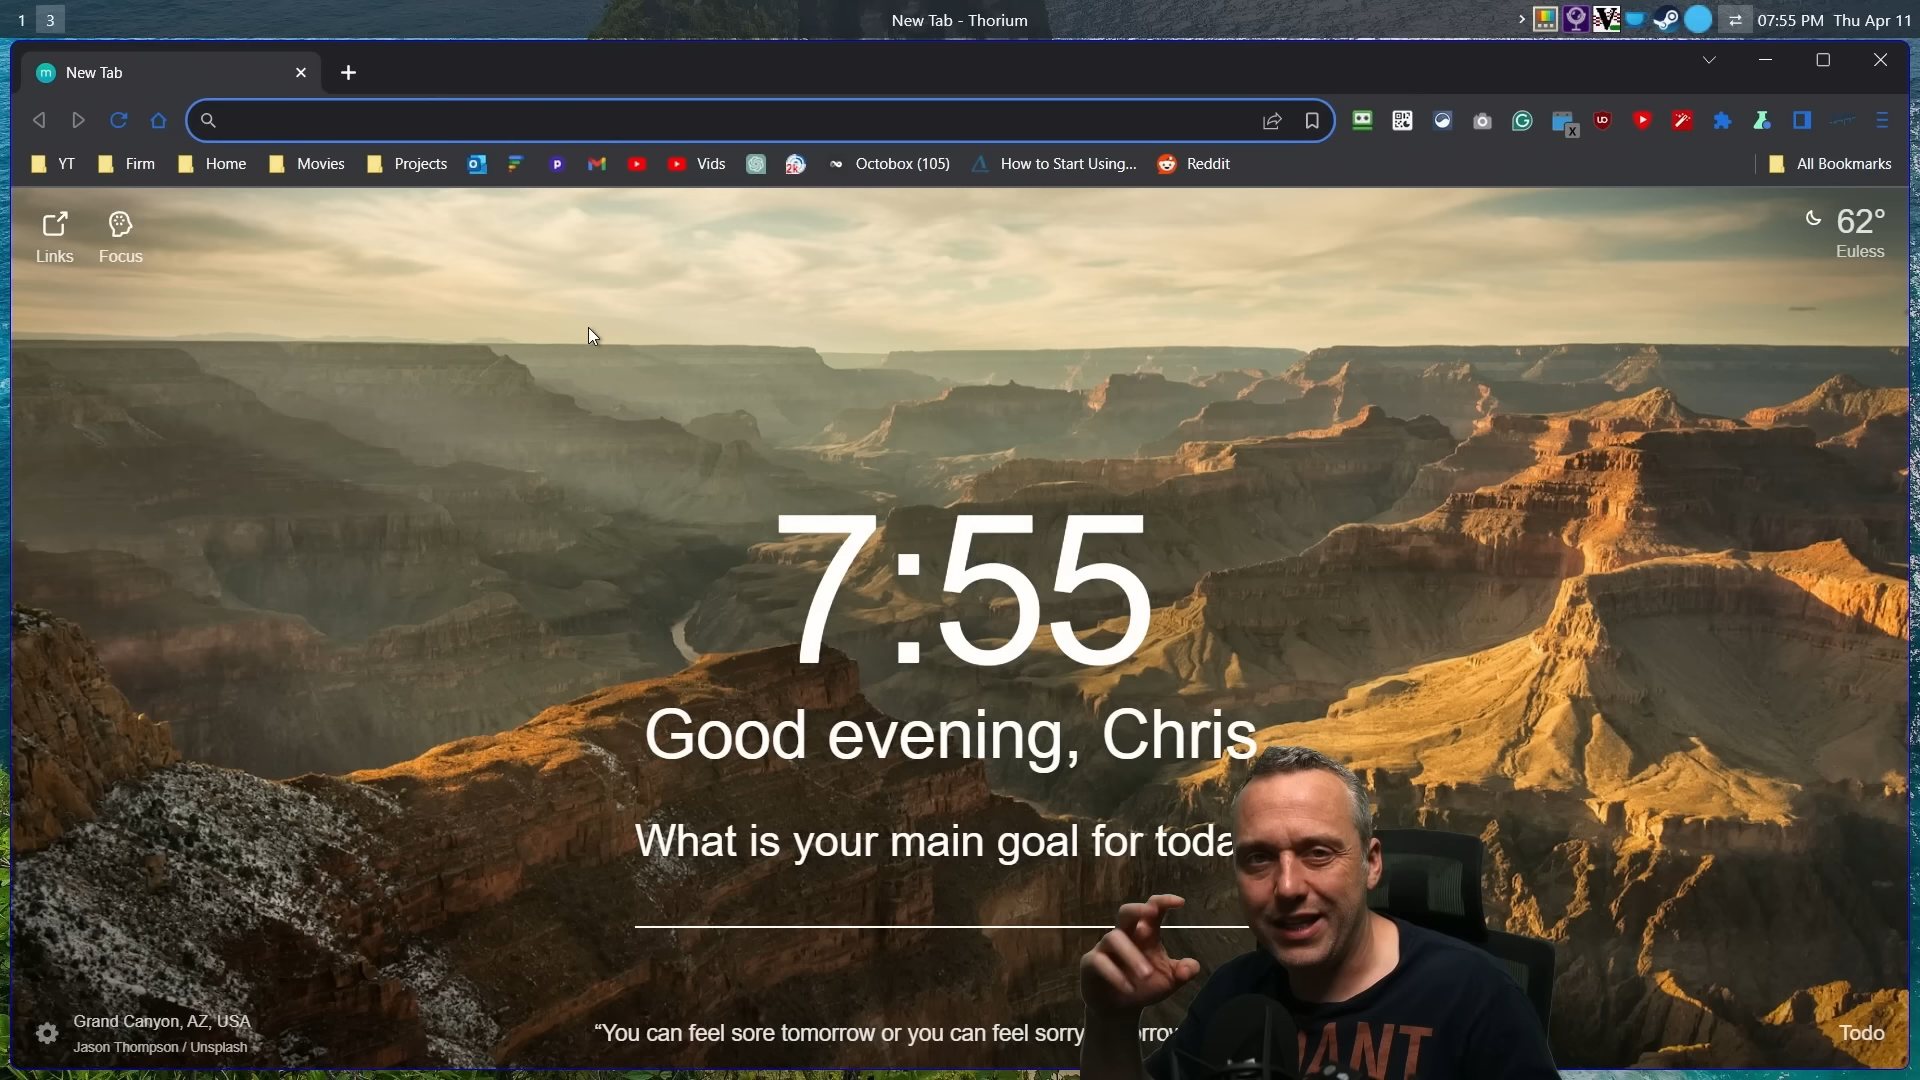 1 3 New Tab - Thorium 07:55 PM Thu Apr 11
New Tab
YT Firm Home Movies Projects Vids Octobox (105) How to Start Using... Reddit All Bookmarks
Links Focus
62°
Euless
7:55
Good evening, Chris
What is your main goal for toda
Grand Canyon, AZ, USA
Jason Thompson / Unsplash
“You can feel sore tomorrow or you can feel sorry
Todo